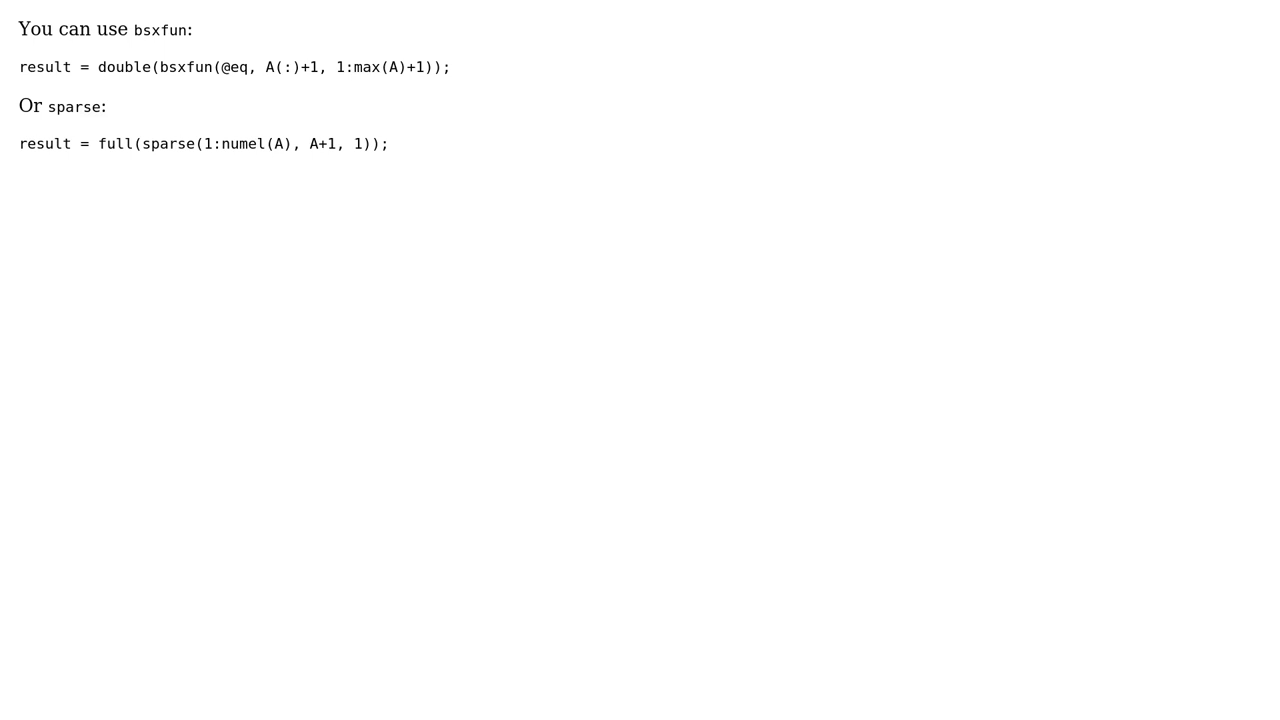 You can use bsxfun:
result = double(bsxfun(@eq, A(:)+1, 1:max(A)+1));
Or sparse:
result = full(sparse(1:numel(A), A+1, 1));